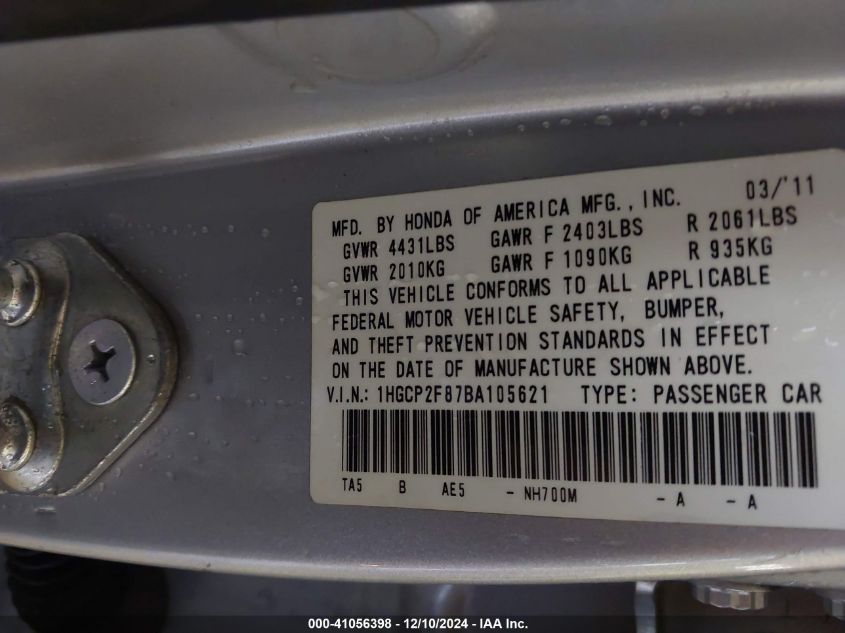 MFD. BY HONDA OF AMERICA MFG., INC. 03/'11
GVWR 4431LBS GAWR F 2403LBS R 2061LBS
GVWR 2010KG GAWR F 1090KG R 935KG
THIS VEHICLE CONFORMS TO ALL APPLICABLE
FEDERAL MOTOR VEHICLE SAFETY, BUMPER,
AND THEFT PREVENTION STANDARDS IN EFFECT
ON THE DATE OF MANUFACTURE SHOWN ABOVE.
V.I.N.: 1HGCP2F87BA105621 TYPE: PASSENGER CAR
TA5 B AE5 - NH700M - A - A
000-41056398 - 12/10/2024 - IAA Inc.